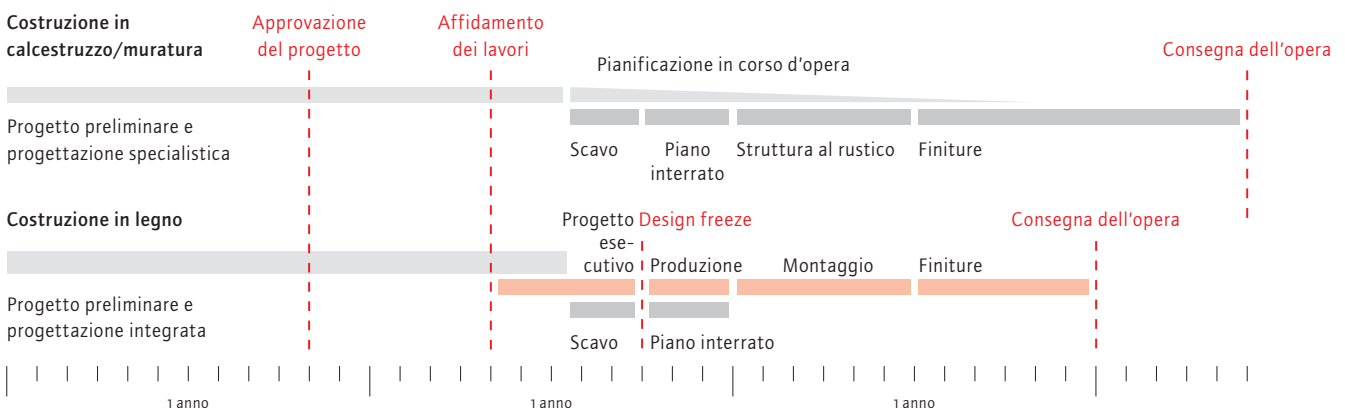 Costruzione in
calcestruzzo/muratura
Approvazione
del progetto
Affidamento
dei lavori
Consegna dell'opera
Pianificazione in corso d'opera
Progetto preliminare e
progettazione specialistica
Scavo
Piano
interrato
Struttura al rustico
Finiture
Costruzione in legno
Progetto
ese-
cutivo
Design freeze
Consegna dell'opera
Produzione
Montaggio
Finiture
Progetto preliminare e
progettazione integrata
Scavo
Piano interrato
1 anno
1 anno
1 anno